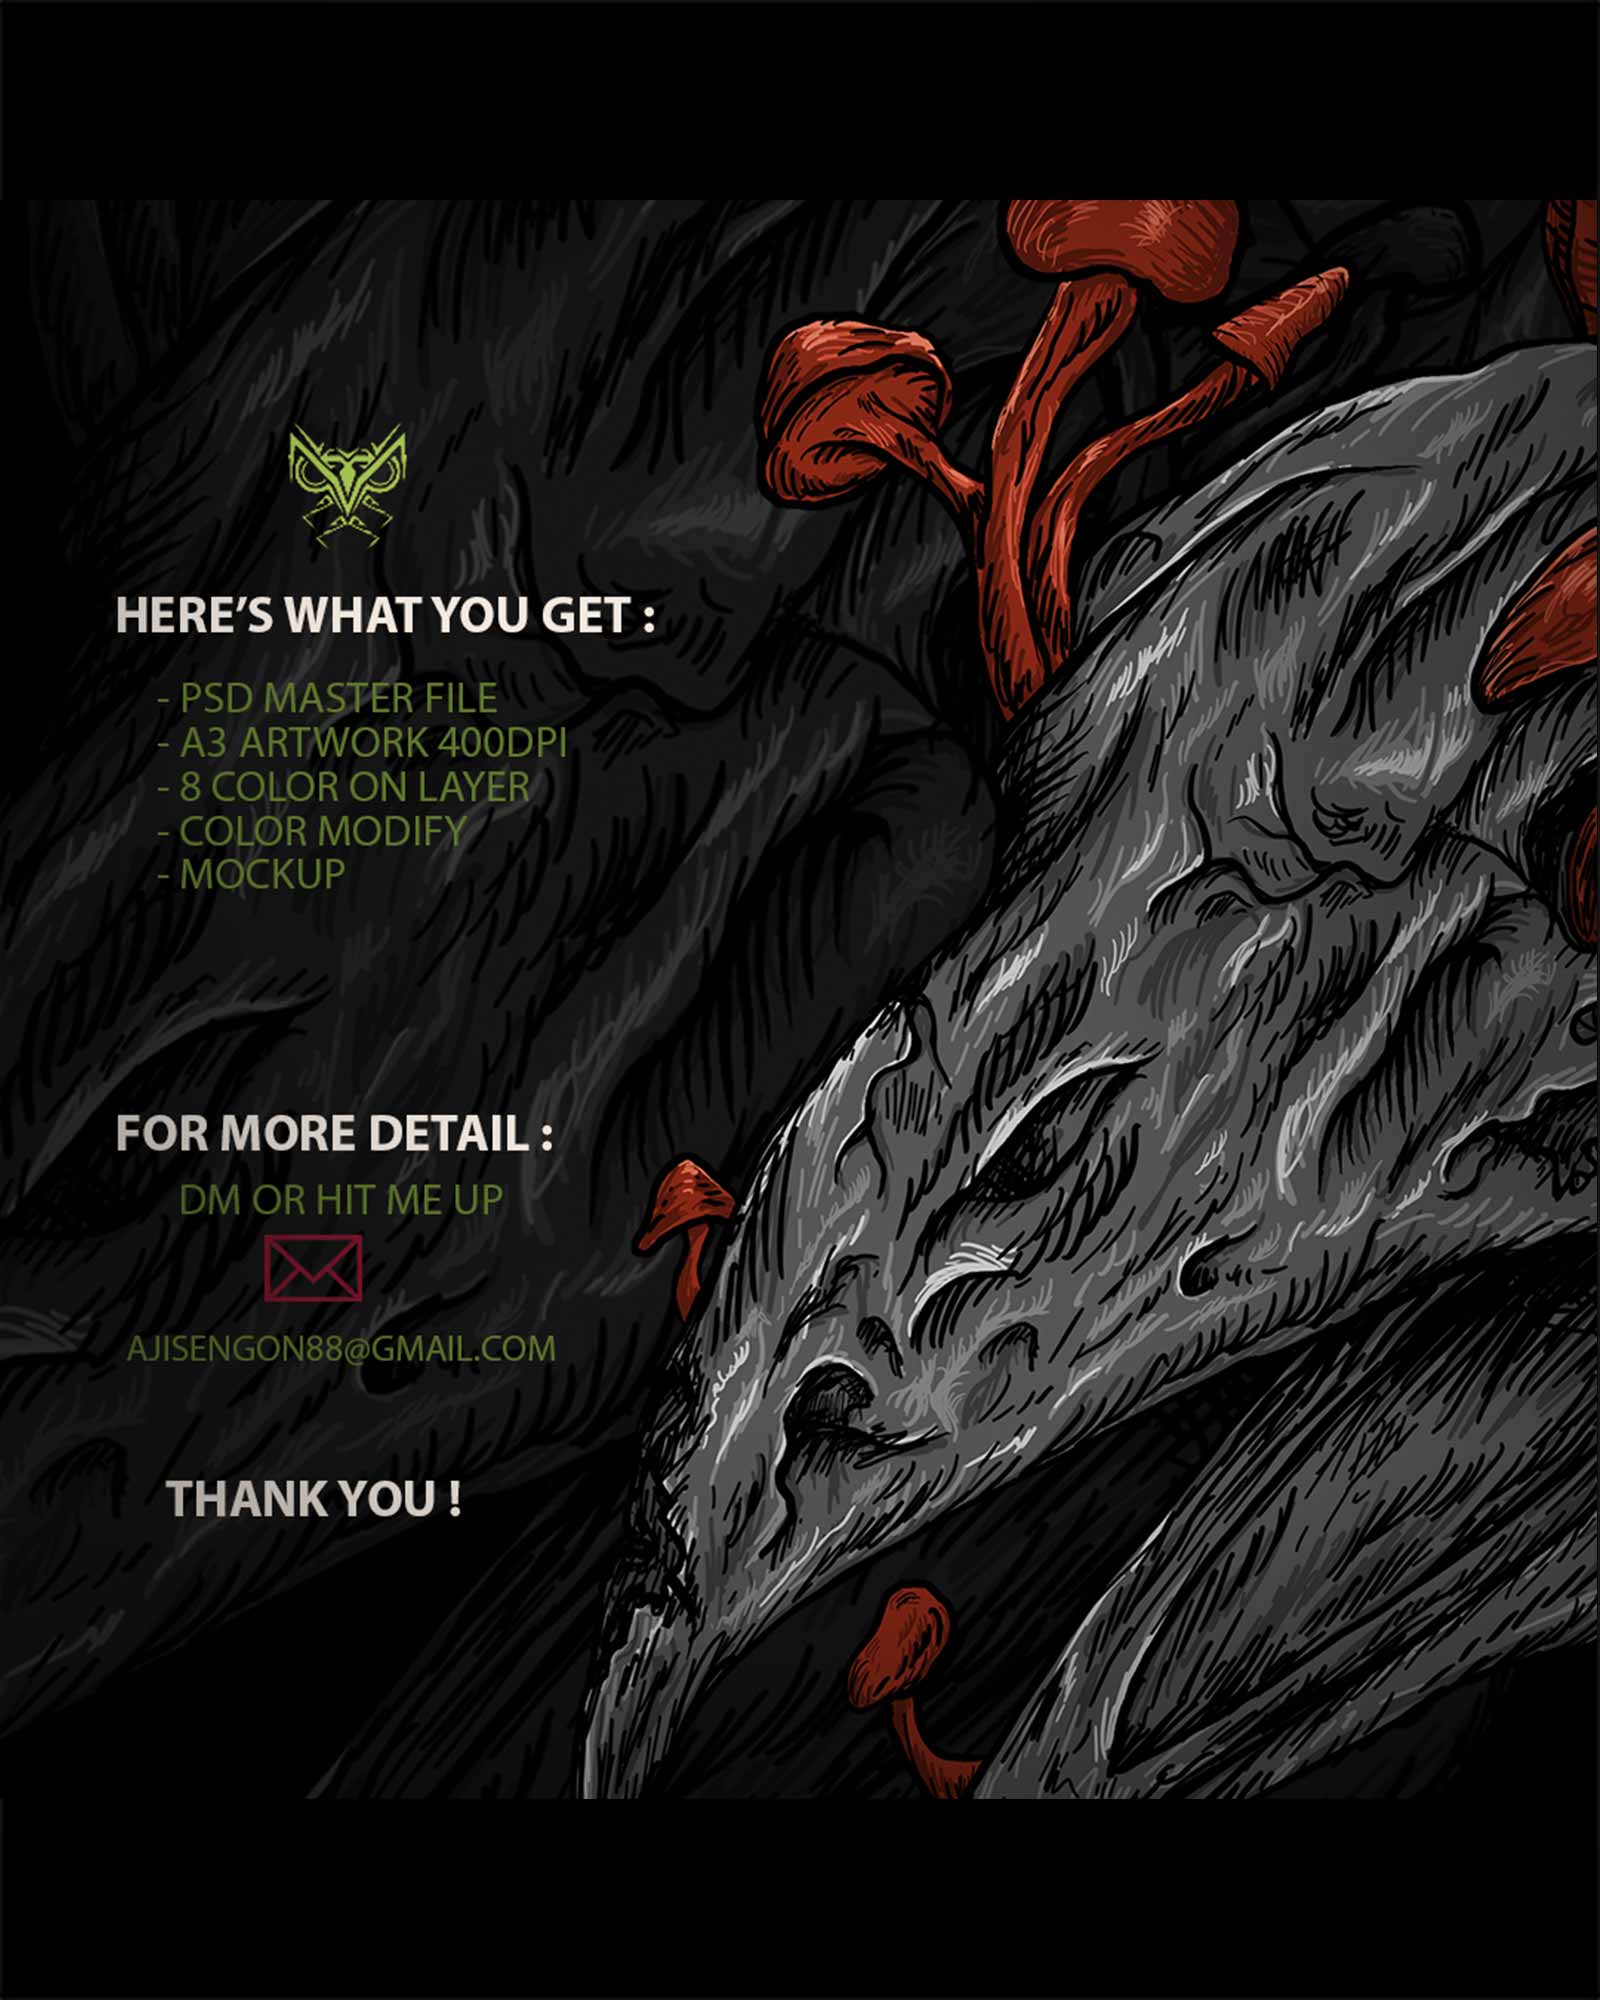 HERE'S WHAT YOU GET :
- PSD MASTER FILE
- A3 ARTWORK 400DPI
- 8 COLOR ON LAYER
- COLOR MODIFY
- MOCKUP
FOR MORE DETAIL :
DM OR HIT ME UP
AJISENGON88@GMAIL.COM
THANK YOU !